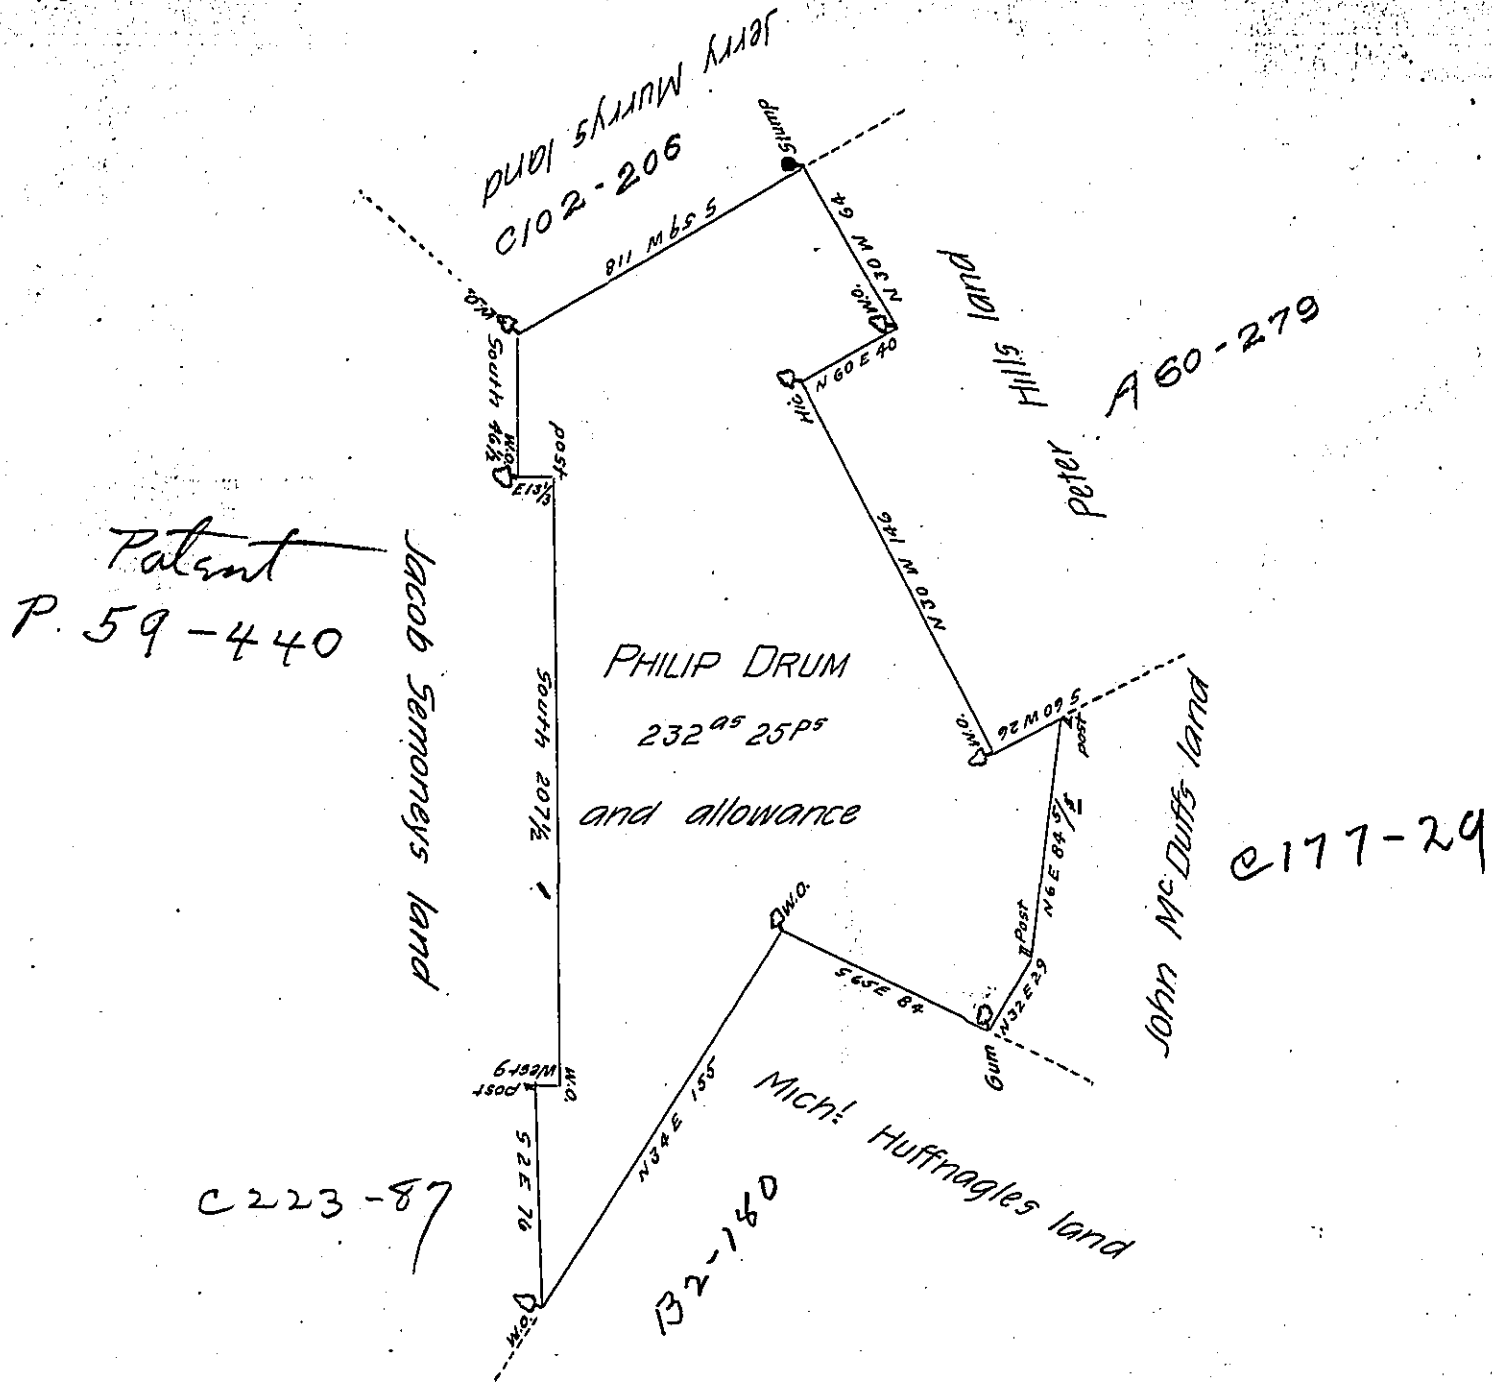 Jerry Murrys land
C102-206
Stump
S 59 W 118
N 30 W 64
W.O.
W.O.
South 46½
W.O.
E 13⅓
post
N 60 E 40
Hic.
Peter Hills land
A 60-279
N 30 W 146
Patent
P. 59-440
Jacob Semoneys land
South 207½
PHILIP DRUM
232 as 25 Ps
and allowance
W.O.
S 60 W 26
post
N 6 E 84
John McDuffs land
C177-29
W.O.
Post
N 32 E 29
S 65 E 84
Gum
West 9
post
W.O.
S 2 E 76
N 34 E 155
Michl. Huffnagles land
C223-87
B2-180
W.O.